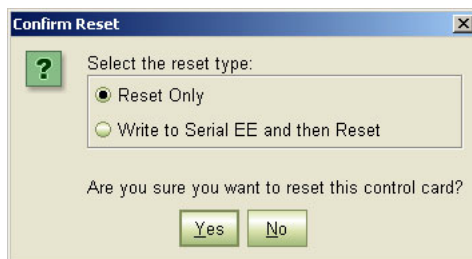 Confirm Reset
?
Select the reset type:
Reset Only
Write to Serial EE and then Reset
Are you sure you want to reset this control card?
Yes No